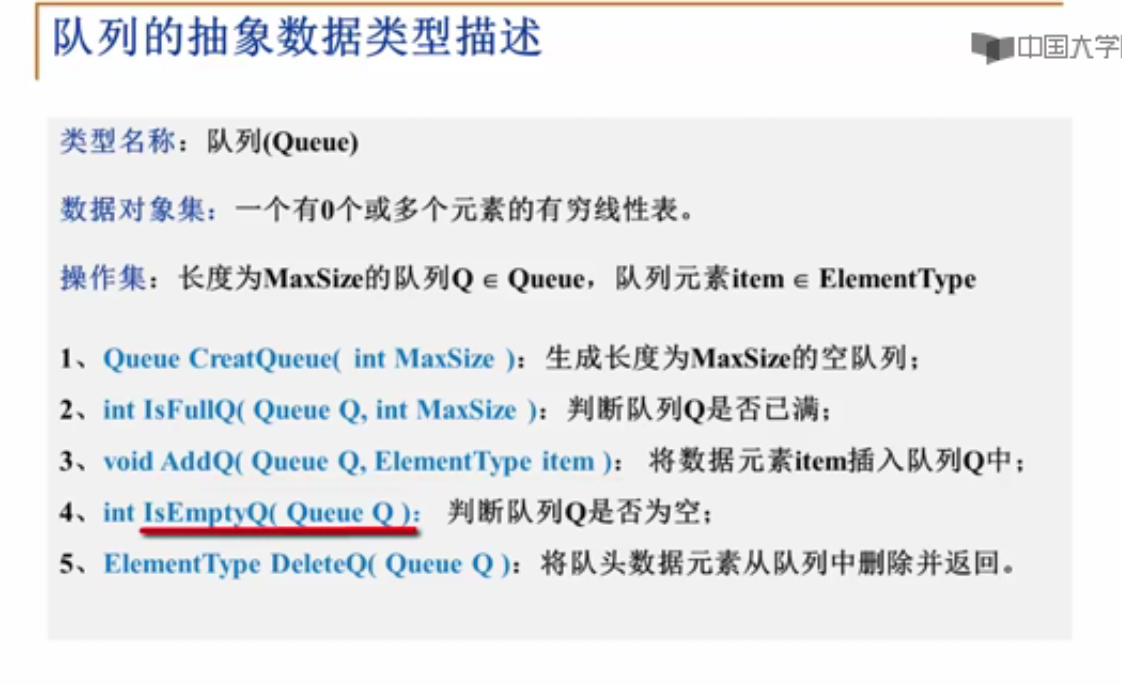 队列的抽象数据类型描述
中国大学
类型名称：队列(Queue)
数据对象集：一个有0个或多个元素的有穷线性表。
操作集：长度为MaxSize的队列Q ∈ Queue，队列元素item ∈ ElementType
1、Queue CreatQueue( int MaxSize )：生成长度为MaxSize的空队列；
2、int IsFullQ( Queue Q, int MaxSize )：判断队列Q是否已满；
3、void AddQ( Queue Q, ElementType item )： 将数据元素item插入队列Q中；
4、int IsEmptyQ( Queue Q )： 判断队列Q是否为空；
5、ElementType DeleteQ( Queue Q )：将队头数据元素从队列中删除并返回。